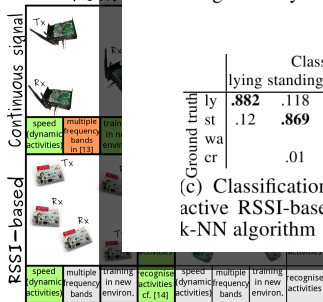 Continuous signal
Tx
Rx
speed
(dynamic
activities)
multiple
frequency
bands
in [13]
RSSI-based
Tx
Rx
Rx
speed
(dynamic
activities)
multiple
frequency
bands
training
in new
environ.
recognise
activities
cf. [14]
speed
(dynamic
activities)
multiple
frequency
bands
training
in new
environ.
recognise
activities
lying standing
Ground truth
ly .882 .118
st .12 .869
wa
cr .01
(c) Classification
active RSSI-base
k-NN algorithm